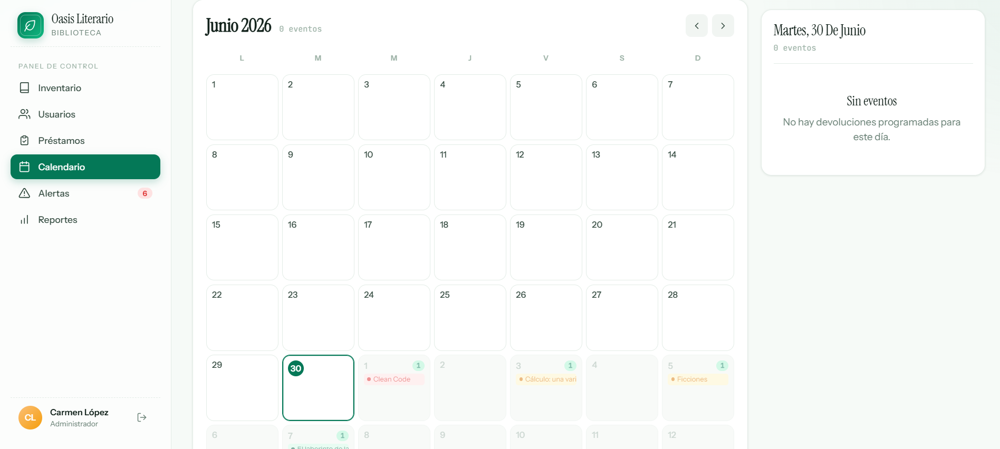 Oasis Literario
BIBLIOTECA
PANEL DE CONTROL
Inventario
Usuarios
Préstamos
Calendario
Alertas 6
Reportes
CL
Carmen López
Administrador
Junio 2026 0 eventos
L M M J V S D
1 2 3 4 5 6 7
8 9 10 11 12 13 14
15 16 17 18 19 20 21
22 23 24 25 26 27 28
29 30 1 1 2 3 1 4 5 1
Clean Code Cálculo: una vari Ficciones
6 7 1 8 9 10 11 12
El laberinto de la
Martes, 30 De Junio
0 eventos
Sin eventos
No hay devoluciones programadas para
este día.